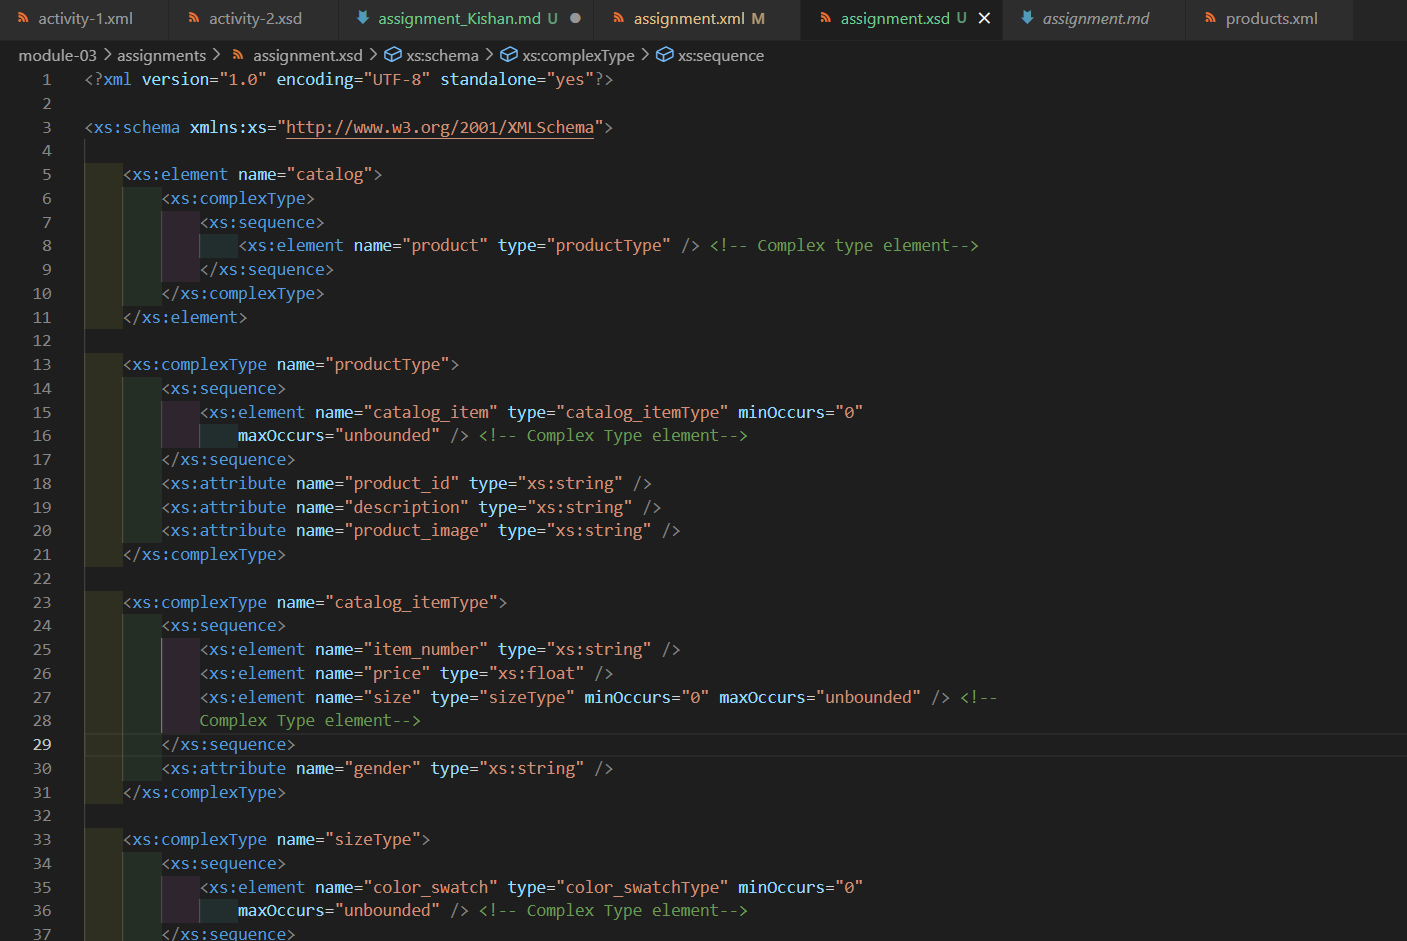 activity-1.xml activity-2.xsd assignment_Kishan.md U assignment.xml M assignment.xsd U assignment.md products.xml
module-03 > assignments > assignment.xsd > xs:schema > xs:complexType > xs:sequence
1 <?xml version="1.0" encoding="UTF-8" standalone="yes"?>
2
3 <xs:schema xmlns:xs="http://www.w3.org/2001/XMLSchema">
4
5 <xs:element name="catalog">
6 <xs:complexType>
7 <xs:sequence>
8 <xs:element name="product" type="productType" /> <!-- Complex type element-->
9 </xs:sequence>
10 </xs:complexType>
11 </xs:element>
12
13 <xs:complexType name="productType">
14 <xs:sequence>
15 <xs:element name="catalog_item" type="catalog_itemType" minOccurs="0"
16 maxOccurs="unbounded" /> <!-- Complex Type element-->
17 </xs:sequence>
18 <xs:attribute name="product_id" type="xs:string" />
19 <xs:attribute name="description" type="xs:string" />
20 <xs:attribute name="product_image" type="xs:string" />
21 </xs:complexType>
22
23 <xs:complexType name="catalog_itemType">
24 <xs:sequence>
25 <xs:element name="item_number" type="xs:string" />
26 <xs:element name="price" type="xs:float" />
27 <xs:element name="size" type="sizeType" minOccurs="0" maxOccurs="unbounded" /> <!--
28 Complex Type element-->
29 </xs:sequence>
30 <xs:attribute name="gender" type="xs:string" />
31 </xs:complexType>
32
33 <xs:complexType name="sizeType">
34 <xs:sequence>
35 <xs:element name="color_swatch" type="color_swatchType" minOccurs="0"
36 maxOccurs="unbounded" /> <!-- Complex Type element-->
37 </xs:sequence>